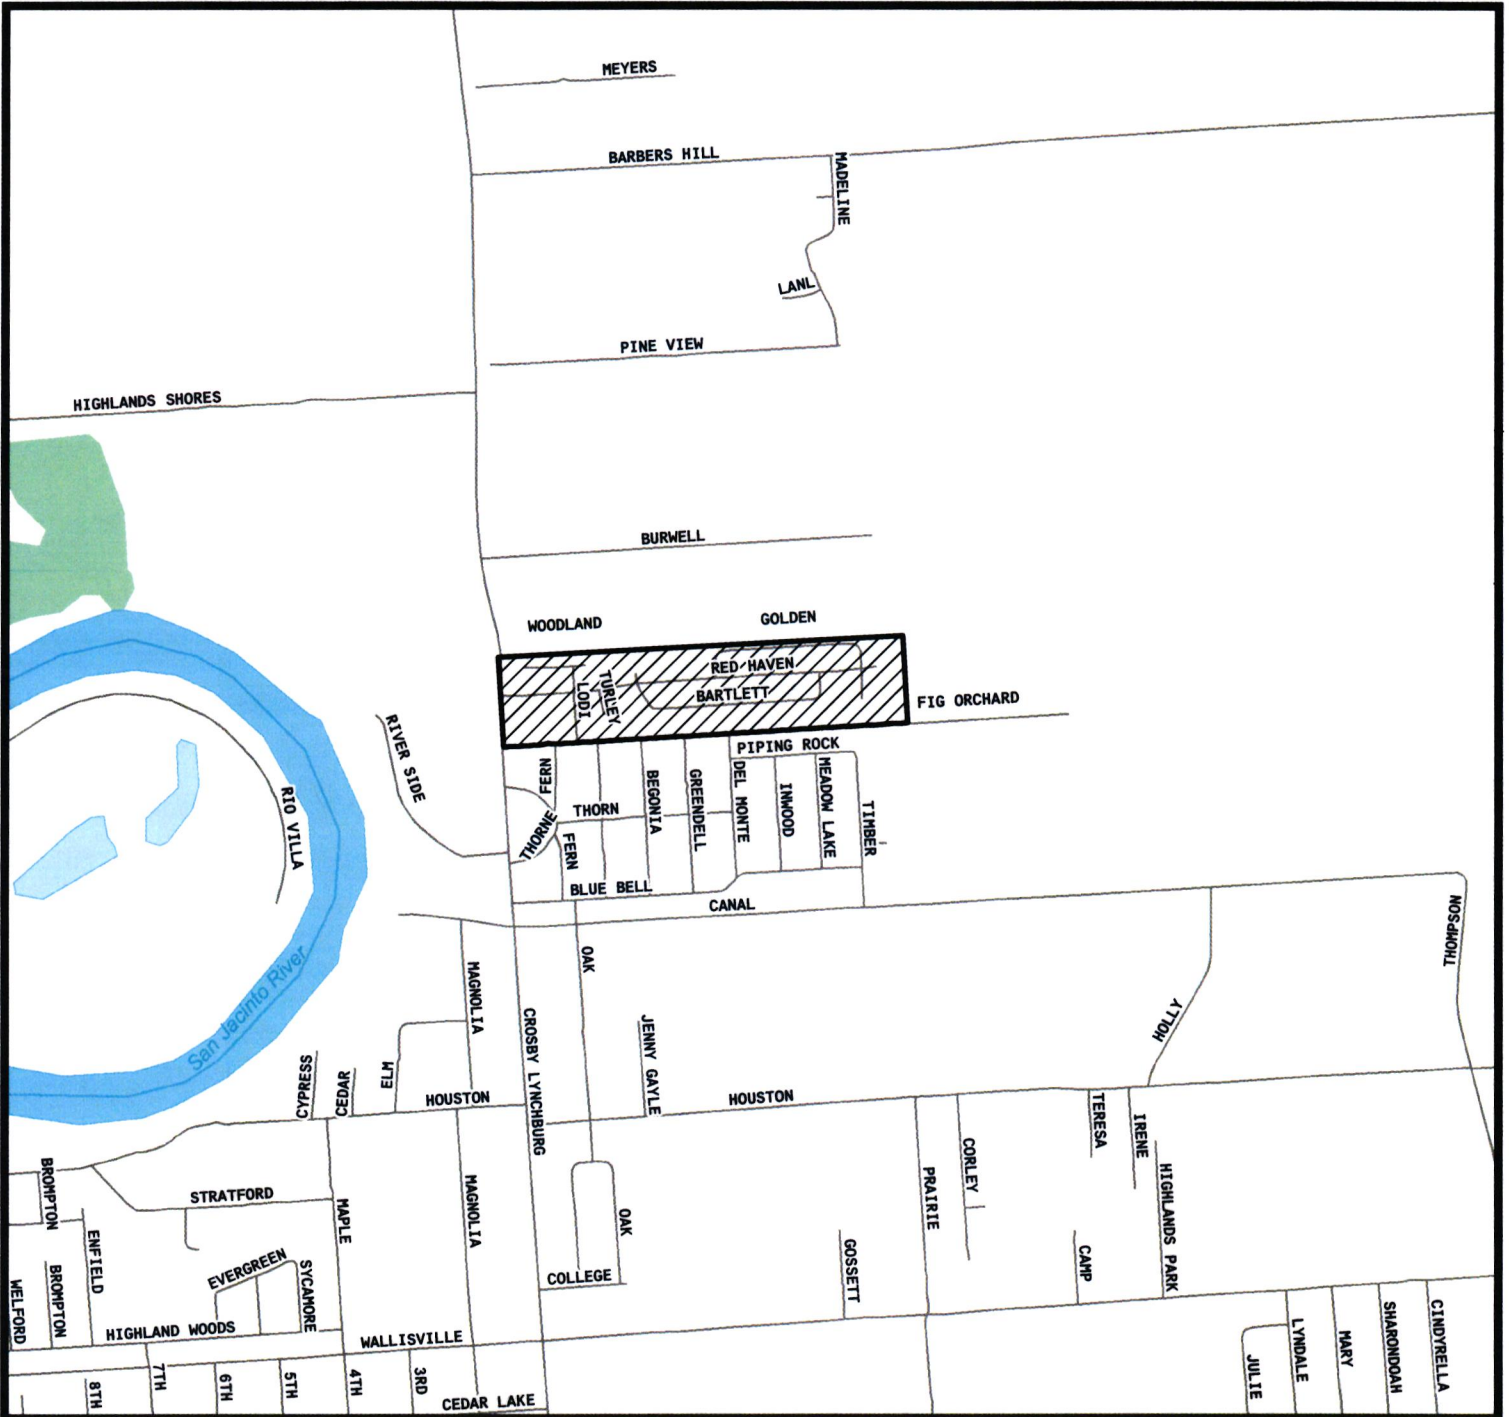 MEYERS
BARBERS HILL
MADELINE
LANL
PINE VIEW
HIGHLANDS SHORES
BURWELL
WOODLAND
GOLDEN
RED HAVEN
TURLEY
LODI
BARTLETT
FIG ORCHARD
RIVER SIDE
PIPING ROCK
FERN
BEGONIA
GREENDELL
DEL MONTE
INWOOD
MEADOW LAKE
TIMBER
RIO VILLA
THORN
THORNE
FERN
BLUE BELL
CANAL
THOMPSON
OAK
San Jacinto River
MAGNOLIA
CROSBY LYNCHBURG
JENNY GAYLE
HOLLY
CYPRESS
CEDAR
ELM
HOUSTON
HOUSTON
TERESA
IRENE
BROMPTON
STRATFORD
MAPLE
MAGNOLIA
OAK
PRAIRIE
CORLEY
HIGHLANDS PARK
ENFIELD
EVERGREEN
SYCAMORE
COLLEGE
GOSSETT
CAMP
WELFORD
BROMPTON
HIGHLAND WOODS
WALLISVILLE
LYNDALE
MARY
SHARONDOAH
CINDYRELLA
JULIE
8TH
7TH
6TH
5TH
4TH
3RD
CEDAR LAKE